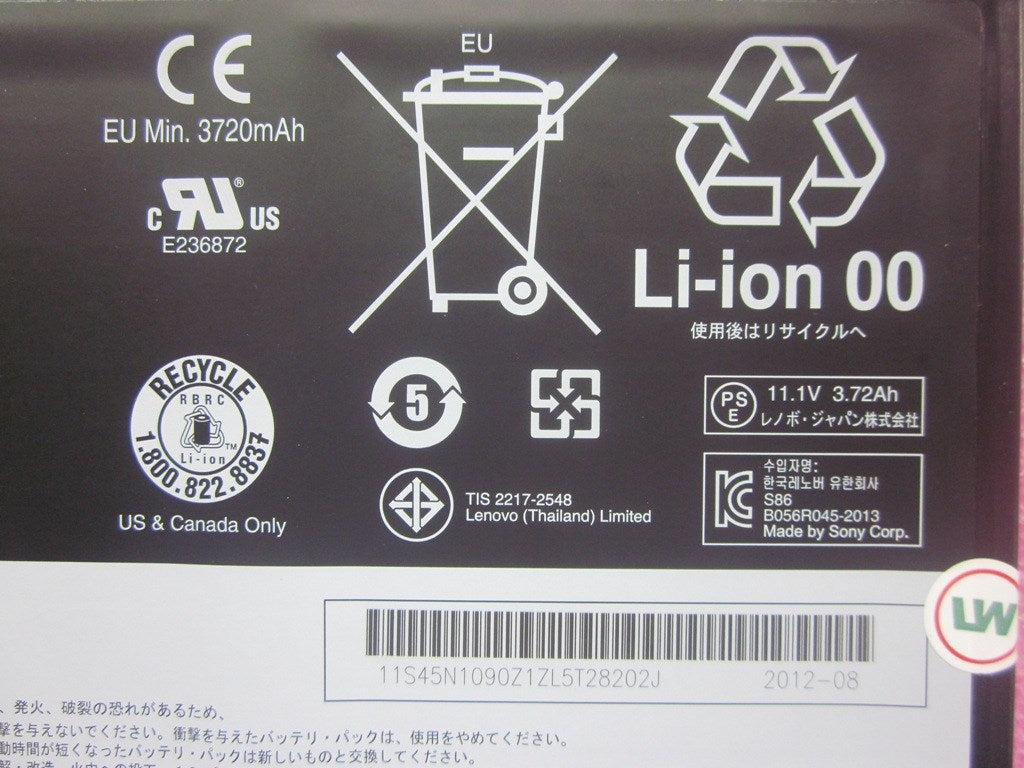 CE
EU Min. 3720mAh
c RU® US
E236872
EU
Li-ion 00
使用後はリサイクルへ
RECYCLE
RBRC
Li-ion
TM
1.800.822.8837
US & Canada Only
5
TIS 2217-2548
Lenovo (Thailand) Limited
PS
E
11.1V 3.72Ah
レノボ・ジャパン株式会社
KC
수입자명:
한국레노버 유한회사
S86
B056R045-2013
Made by Sony Corp.
LW
11S45N1090Z1ZL5T28202J 2012-08
、発火、破裂の恐れがあるため、
撃を与えないでください。衝撃を与えたバッテリ・パックは、使用をやめてください。
動時間が短くなったバッテリ・パックは新しいものと交換してください。